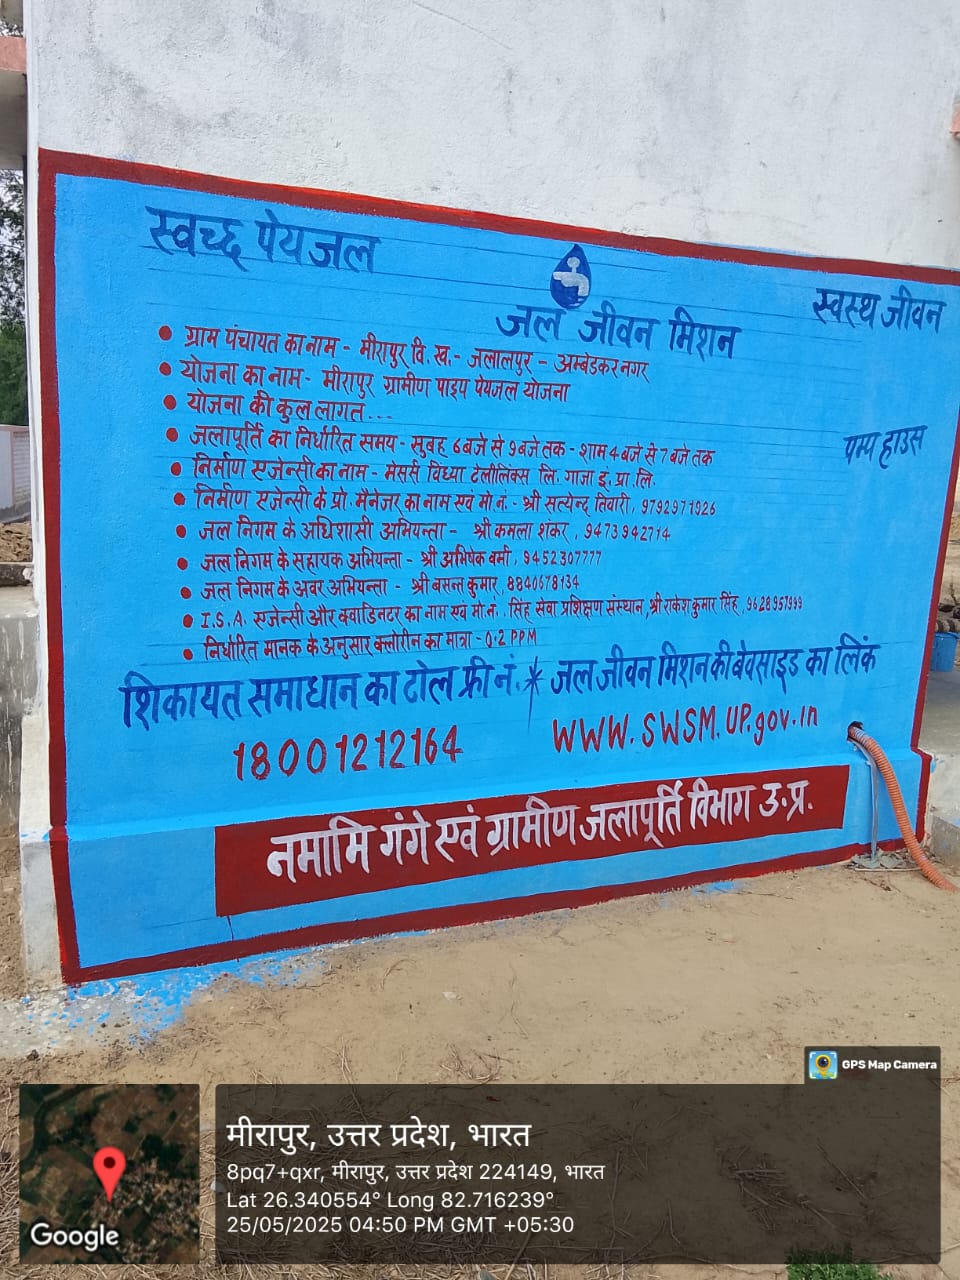 स्वच्छ पेयजल
जल जीवन मिशन
स्वस्थ जीवन
• ग्राम पंचायत का नाम - मीरापुर वि. ख.- जलालपुर - अम्बेडकर नगर
• योजना का नाम - मीरापुर ग्रामीण पाइप पेयजल योजना
• योजना की कुल लागत...
• जलापूर्ति का निर्धारित समय - सुबह 6 बजे से 9 बजे तक - शाम 4 बजे से 7 बजे तक
पम्प हाउस
• निर्माण एजेन्सी का नाम - मेसर्स विध्या टेलीलिंक्स लि. गाजा इ. प्रा. लि.
• निर्माण एजेन्सी के प्रो. मैनेजर का नाम एवं मो. नं. - श्री सत्येन्द्र तिवारी, 9792971926
• जल निगम के अधिशासी अभियन्ता - श्री कमला शंकर, 9473942714
• जल निगम के सहायक अभियन्ता - श्री अभिषेक वर्मा, 9452307777
• जल निगम के अवर अभियन्ता - श्री बसन्त कुमार, 8840678134
• I.S.A. एजेन्सी और क्वाडिनटर का नाम एवं मो. नं. सिंह सेवा प्रशिक्षण संस्थान, श्री राकेश कुमार सिंह, 9628957999
• निर्धारित मानक के अनुसार क्लोरीन का मात्रा - 0.2 PPM
शिकायत समाधान का टोल फ्री नं. * जल जीवन मिशन की बेवसाइड का लिंक
18001212164
WWW.SWSM.UP.gov.in
नमामि गंगे एवं ग्रामीण जलापूर्ति विभाग उ.प्र.
GPS Map Camera
मीरापुर, उत्तर प्रदेश, भारत
8pq7+qxr, मीरापुर, उत्तर प्रदेश 224149, भारत
Lat 26.340554° Long 82.716239°
25/05/2025 04:50 PM GMT +05:30
Google